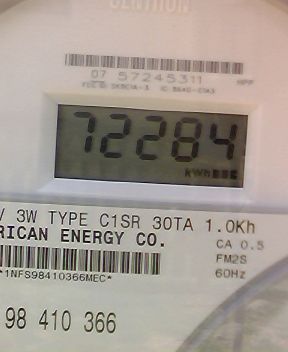 CENTRON
07 57245311
72284
kWh
V 3W TYPE C1SR 30TA 1.0Kh
RICAN ENERGY CO.
CA 0.5
FM2S
60Hz
*1NFS98410366MEC*
98 410 366